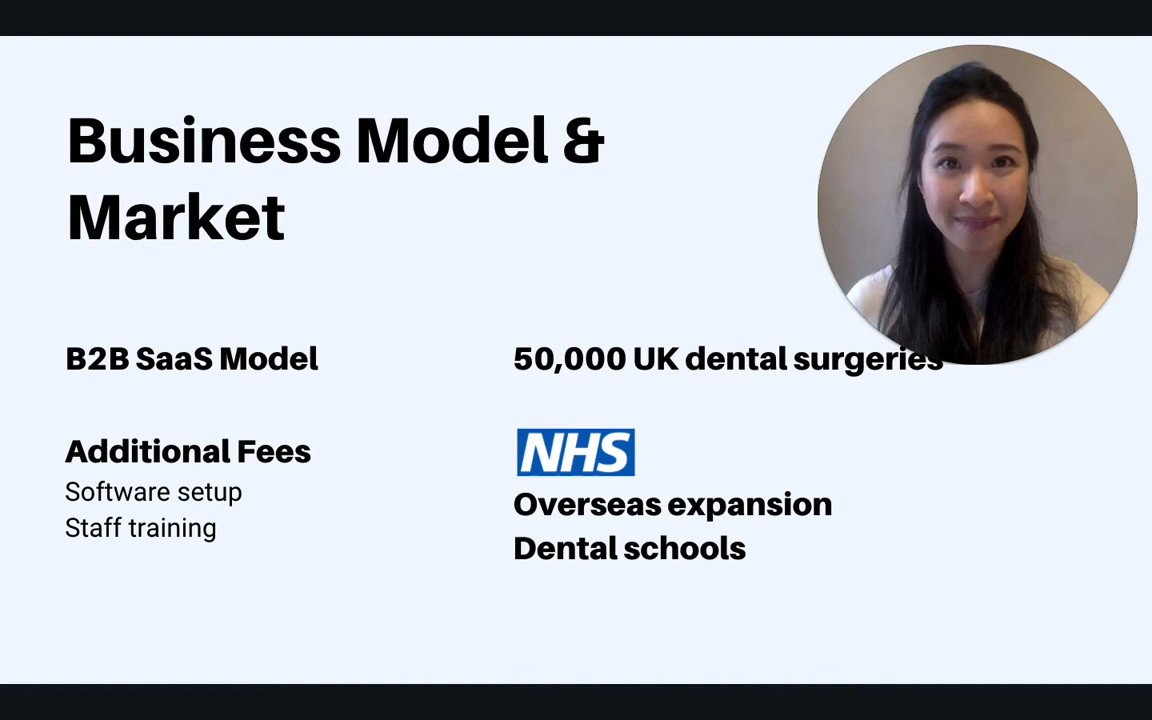 Business Model &
Market
B2B SaaS Model
Additional Fees
Software setup
Staff training
50,000 UK dental surgeries
NHS
Overseas expansion
Dental schools